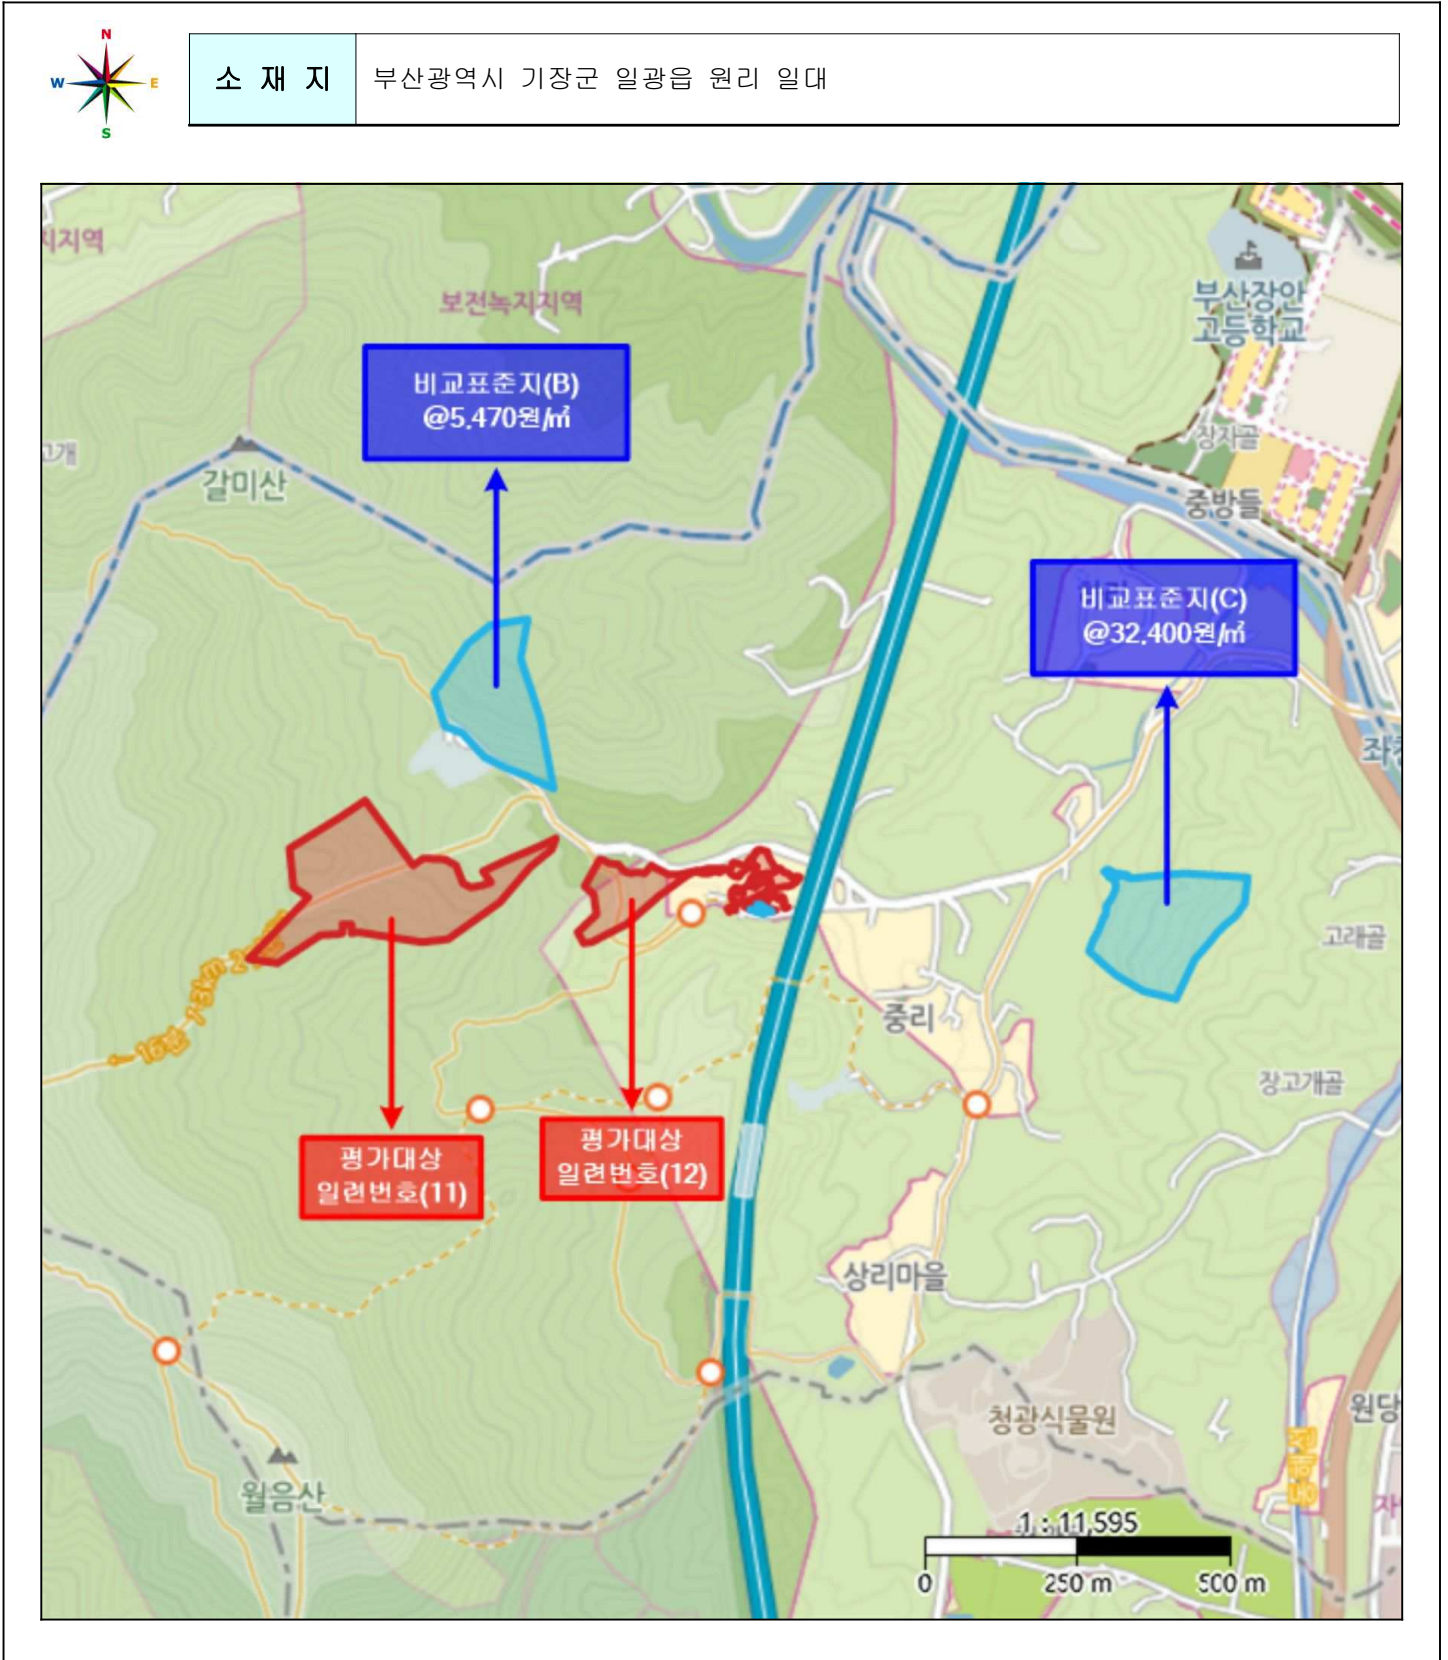 N
W
E
S
소 재 지
부산광역시 기장군 일광읍 원리 일대
지지역
보전녹지지역
부산장안
고등학교
비교표준지(B)
@5,470원/㎡
장자골
고개
갈미산
중방들
비교표준지(C)
@32,400원/㎡
좌천
고래골
중리
장고개골
평가대상
일련번호(11)
평가대상
일련번호(12)
상리마을
원당
청광식물원
동해선
월음산
자
1 : 11,595
0
250 m
500 m